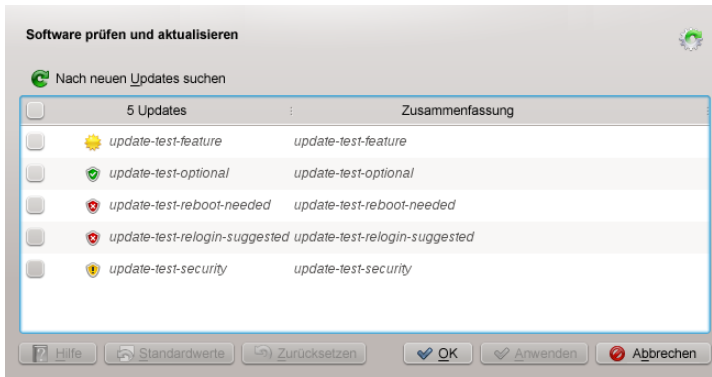 Software prüfen und aktualisieren
Nach neuen Updates suchen
5 Updates Zusammenfassung
update-test-feature update-test-feature
update-test-optional update-test-optional
update-test-reboot-needed update-test-reboot-needed
update-test-relogin-suggested update-test-relogin-suggested
update-test-security update-test-security
Hilfe Standardwerte Zurücksetzen OK Anwenden Abbrechen